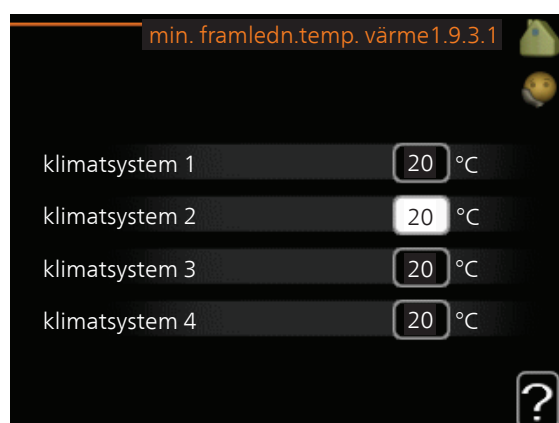 min. framledn.temp. värme1.9.3.1
klimatsystem 1 20 °C
klimatsystem 2 20 °C
klimatsystem 3 20 °C
klimatsystem 4 20 °C
?